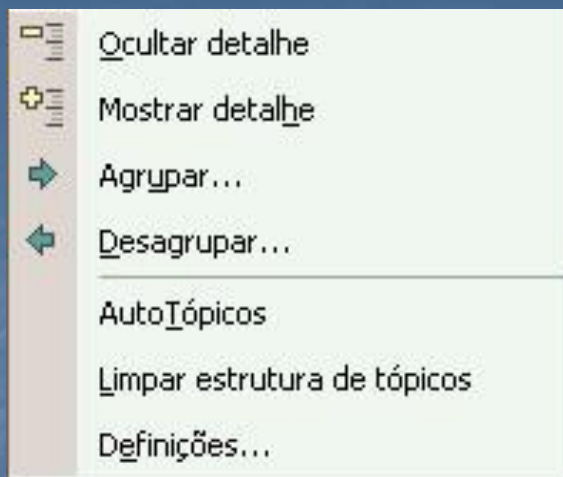 Ocultar detalhe
Mostrar detalhe
Agrupar...
Desagrupar...
AutoTópicos
Limpar estrutura de tópicos
Definições...